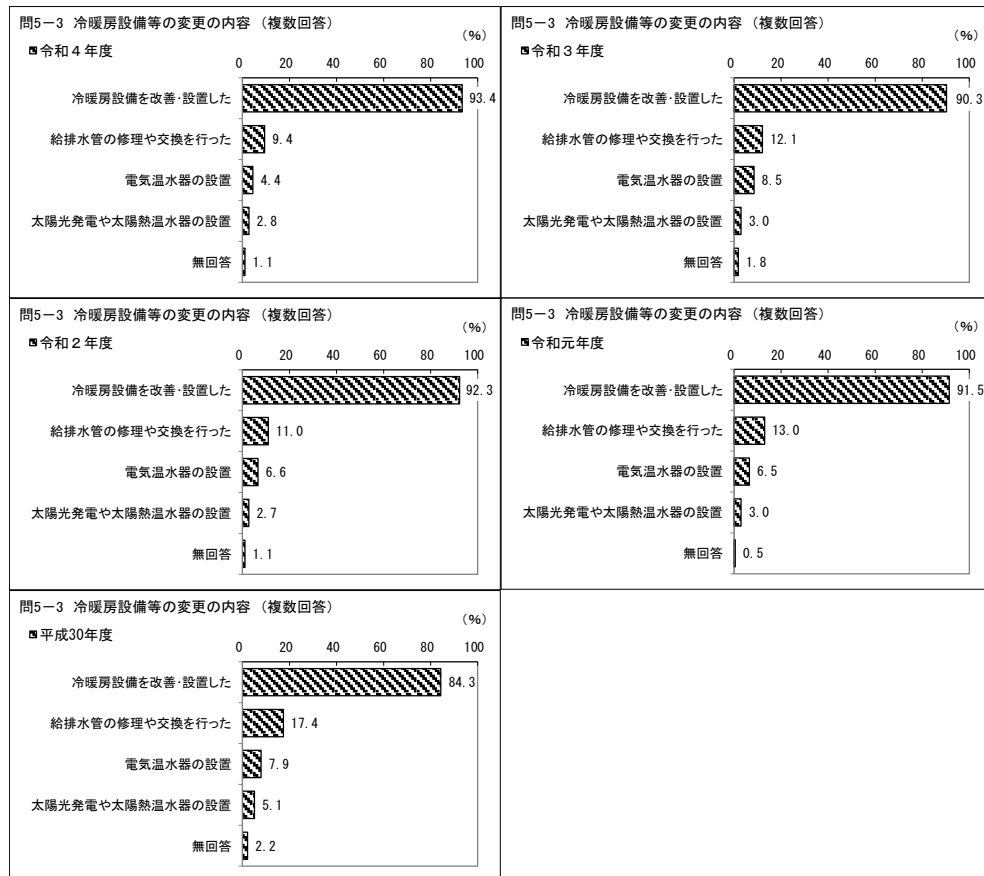 問5－3 冷暖房設備等の変更の内容 （複数回答）
(%)
令和４年度
0 20 40 60 80 100
冷暖房設備を改善・設置した 93.4
給排水管の修理や交換を行った 9.4
電気温水器の設置 4.4
太陽光発電や太陽熱温水器の設置 2.8
無回答 1.1
問5－3 冷暖房設備等の変更の内容 （複数回答）
(%)
令和３年度
0 20 40 60 80 100
冷暖房設備を改善・設置した 90.3
給排水管の修理や交換を行った 12.1
電気温水器の設置 8.5
太陽光発電や太陽熱温水器の設置 3.0
無回答 1.8
問5－3 冷暖房設備等の変更の内容 （複数回答）
(%)
令和２年度
0 20 40 60 80 100
冷暖房設備を改善・設置した 92.3
給排水管の修理や交換を行った 11.0
電気温水器の設置 6.6
太陽光発電や太陽熱温水器の設置 2.7
無回答 1.1
問5－3 冷暖房設備等の変更の内容 （複数回答）
(%)
令和元年度
0 20 40 60 80 100
冷暖房設備を改善・設置した 91.5
給排水管の修理や交換を行った 13.0
電気温水器の設置 6.5
太陽光発電や太陽熱温水器の設置 3.0
無回答 0.5
問5－3 冷暖房設備等の変更の内容 （複数回答）
(%)
平成30年度
0 20 40 60 80 100
冷暖房設備を改善・設置した 84.3
給排水管の修理や交換を行った 17.4
電気温水器の設置 7.9
太陽光発電や太陽熱温水器の設置 5.1
無回答 2.2